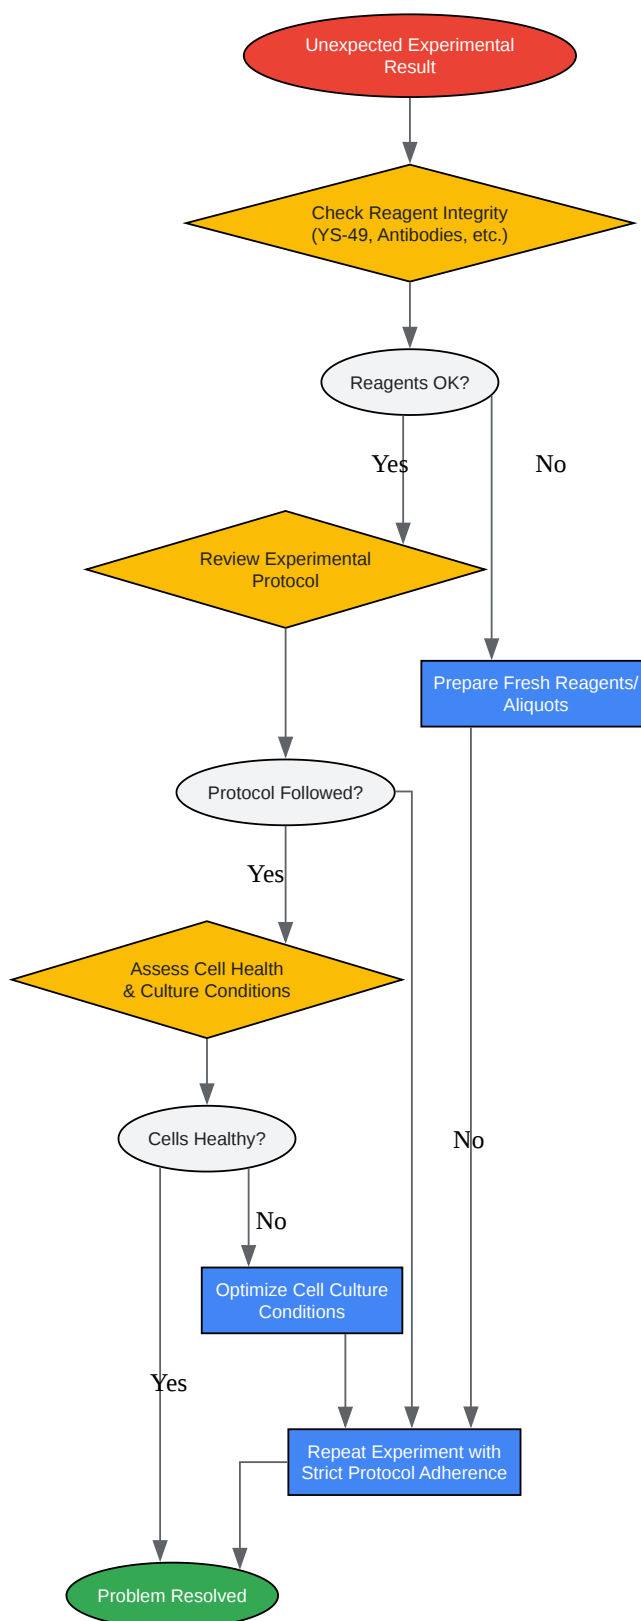 Unexpected Experimental
Result
Check Reagent Integrity
(YS-49, Antibodies, etc.)
Reagents OK?
Yes
No
Review Experimental
Protocol
Prepare Fresh Reagents/
Aliquots
Protocol Followed?
Yes
Assess Cell Health
& Culture Conditions
Cells Healthy?
No
No
Optimize Cell Culture
Conditions
Yes
Repeat Experiment with
Strict Protocol Adherence
Problem Resolved